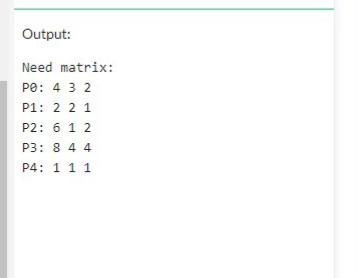 Output:
Need matrix:
P0: 4 3 2
P1: 2 2 1
P2: 6 1 2
P3: 8 4 4
P4: 1 1 1